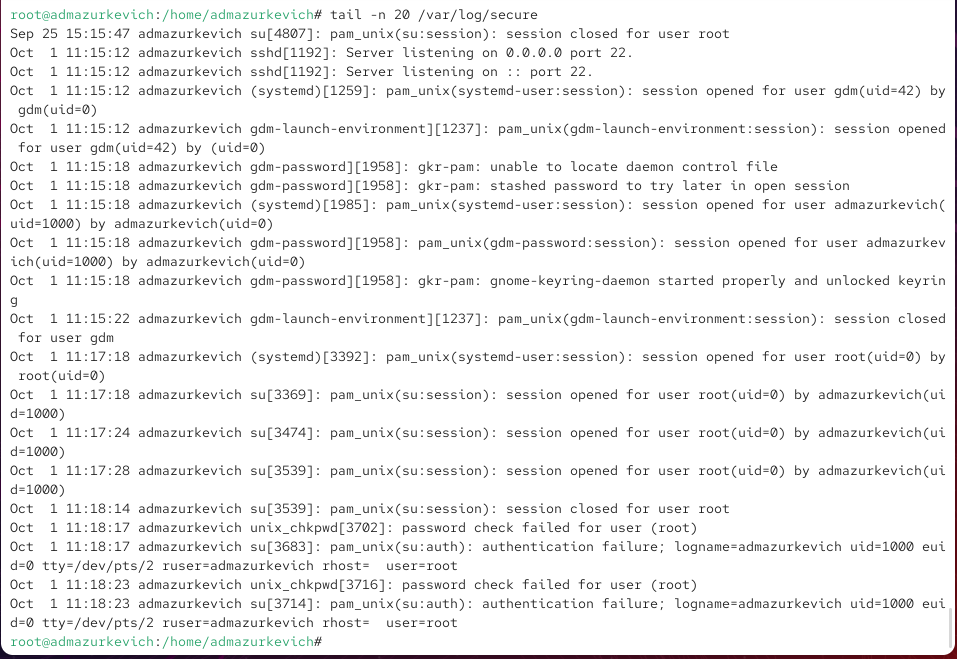 root@admazurkevich:/home/admazurkevich# tail -n 20 /var/log/secure
Sep 25 15:15:47 admazurkevich su[4807]: pam_unix(su:session): session closed for user root
Oct  1 11:15:12 admazurkevich sshd[1192]: Server listening on 0.0.0.0 port 22.
Oct  1 11:15:12 admazurkevich sshd[1192]: Server listening on :: port 22.
Oct  1 11:15:12 admazurkevich (systemd)[1259]: pam_unix(systemd-user:session): session opened for user gdm(uid=42) by
 gdm(uid=0)
Oct  1 11:15:12 admazurkevich gdm-launch-environment][1237]: pam_unix(gdm-launch-environment:session): session opened
 for user gdm(uid=42) by (uid=0)
Oct  1 11:15:18 admazurkevich gdm-password][1958]: gkr-pam: unable to locate daemon control file
Oct  1 11:15:18 admazurkevich gdm-password][1958]: gkr-pam: stashed password to try later in open session
Oct  1 11:15:18 admazurkevich (systemd)[1985]: pam_unix(systemd-user:session): session opened for user admazurkevich(
uid=1000) by admazurkevich(uid=0)
Oct  1 11:15:18 admazurkevich gdm-password][1958]: pam_unix(gdm-password:session): session opened for user admazurkev
ich(uid=1000) by admazurkevich(uid=0)
Oct  1 11:15:18 admazurkevich gdm-password][1958]: gkr-pam: gnome-keyring-daemon started properly and unlocked keyrin
g
Oct  1 11:15:22 admazurkevich gdm-launch-environment][1237]: pam_unix(gdm-launch-environment:session): session closed
 for user gdm
Oct  1 11:17:18 admazurkevich (systemd)[3392]: pam_unix(systemd-user:session): session opened for user root(uid=0) by
 root(uid=0)
Oct  1 11:17:18 admazurkevich su[3369]: pam_unix(su:session): session opened for user root(uid=0) by admazurkevich(ui
d=1000)
Oct  1 11:17:24 admazurkevich su[3474]: pam_unix(su:session): session opened for user root(uid=0) by admazurkevich(ui
d=1000)
Oct  1 11:17:28 admazurkevich su[3539]: pam_unix(su:session): session opened for user root(uid=0) by admazurkevich(ui
d=1000)
Oct  1 11:18:14 admazurkevich su[3539]: pam_unix(su:session): session closed for user root
Oct  1 11:18:17 admazurkevich unix_chkpwd[3702]: password check failed for user (root)
Oct  1 11:18:17 admazurkevich su[3683]: pam_unix(su:auth): authentication failure; logname=admazurkevich uid=1000 eui
d=0 tty=/dev/pts/2 ruser=admazurkevich rhost=  user=root
Oct  1 11:18:23 admazurkevich unix_chkpwd[3716]: password check failed for user (root)
Oct  1 11:18:23 admazurkevich su[3714]: pam_unix(su:auth): authentication failure; logname=admazurkevich uid=1000 eui
d=0 tty=/dev/pts/2 ruser=admazurkevich rhost=  user=root
root@admazurkevich:/home/admazurkevich#